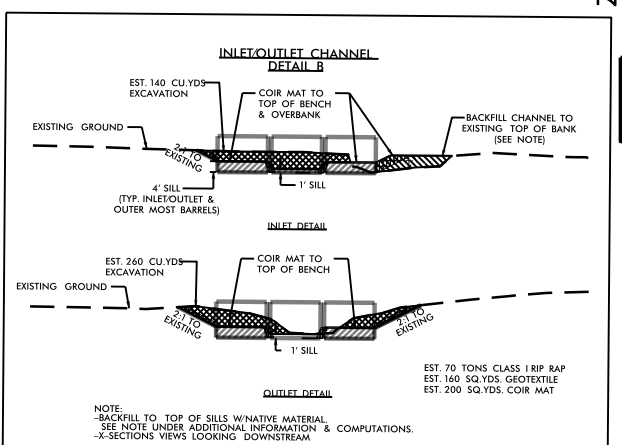 INLET/OUTLET CHANNEL
DETAIL B
EST. 140 CU.YDS
EXCAVATION
COIR MAT TO
TOP OF BENCH
& OVERBANK
BACKFILL CHANNEL TO
EXISTING TOP OF BANK
(SEE NOTE)
EXISTING GROUND
2:1 TO
EXISTING
4' SILL
(TYP. INLET/OUTLET &
OUTER MOST BARRELS)
1' SILL
INLET DETAIL
EST. 260 CU.YDS
EXCAVATION
COIR MAT TO
TOP OF BENCH
EXISTING GROUND
2:1 TO
EXISTING
2:1 TO
EXISTING
1' SILL
EST. 70 TONS CLASS I RIP RAP
EST. 160 SQ.YDS. GEOTEXTILE
EST. 200 SQ.YDS. COIR MAT
OUTLET DETAIL
NOTE:
-BACKFILL TO TOP OF SILLS W/NATIVE MATERIAL.
SEE NOTE UNDER ADDITIONAL INFORMATION & COMPUTATIONS.
-X-SECTIONS VIEWS LOOKING DOWNSTREAM